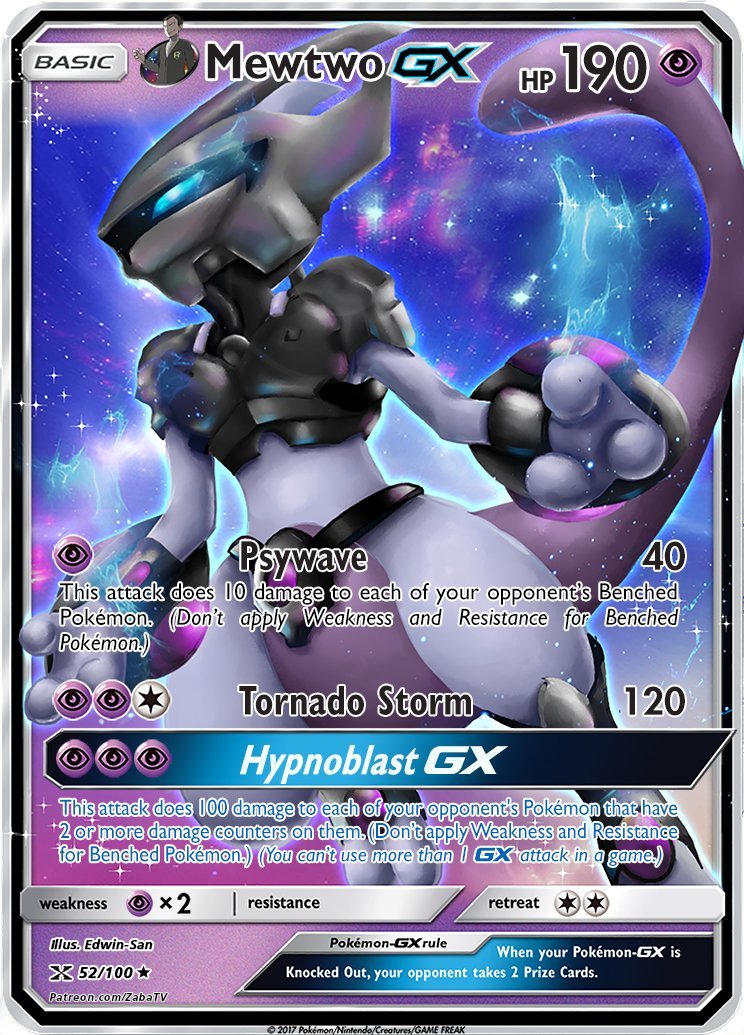 BASIC Mewtwo GX HP 190
Psywave 40
This attack does 10 damage to each of your opponent's Benched
Pokémon. (Don't apply Weakness and Resistance for Benched
Pokémon.)
Tornado Storm 120
Hypnoblast GX
This attack does 100 damage to each of your opponent's Pokémon that have
2 or more damage counters on them. (Don't apply Weakness and Resistance
for Benched Pokémon.) (You can't use more than 1 GX attack in a game.)
weakness ×2 resistance retreat
Illus. Edwin-San
52/100 ★
Patreon.com/ZabaTV
Pokémon-GX rule
When your Pokémon-GX is
Knocked Out, your opponent takes 2 Prize Cards.
© 2017 Pokémon/Nintendo/Creatures/GAME FREAK